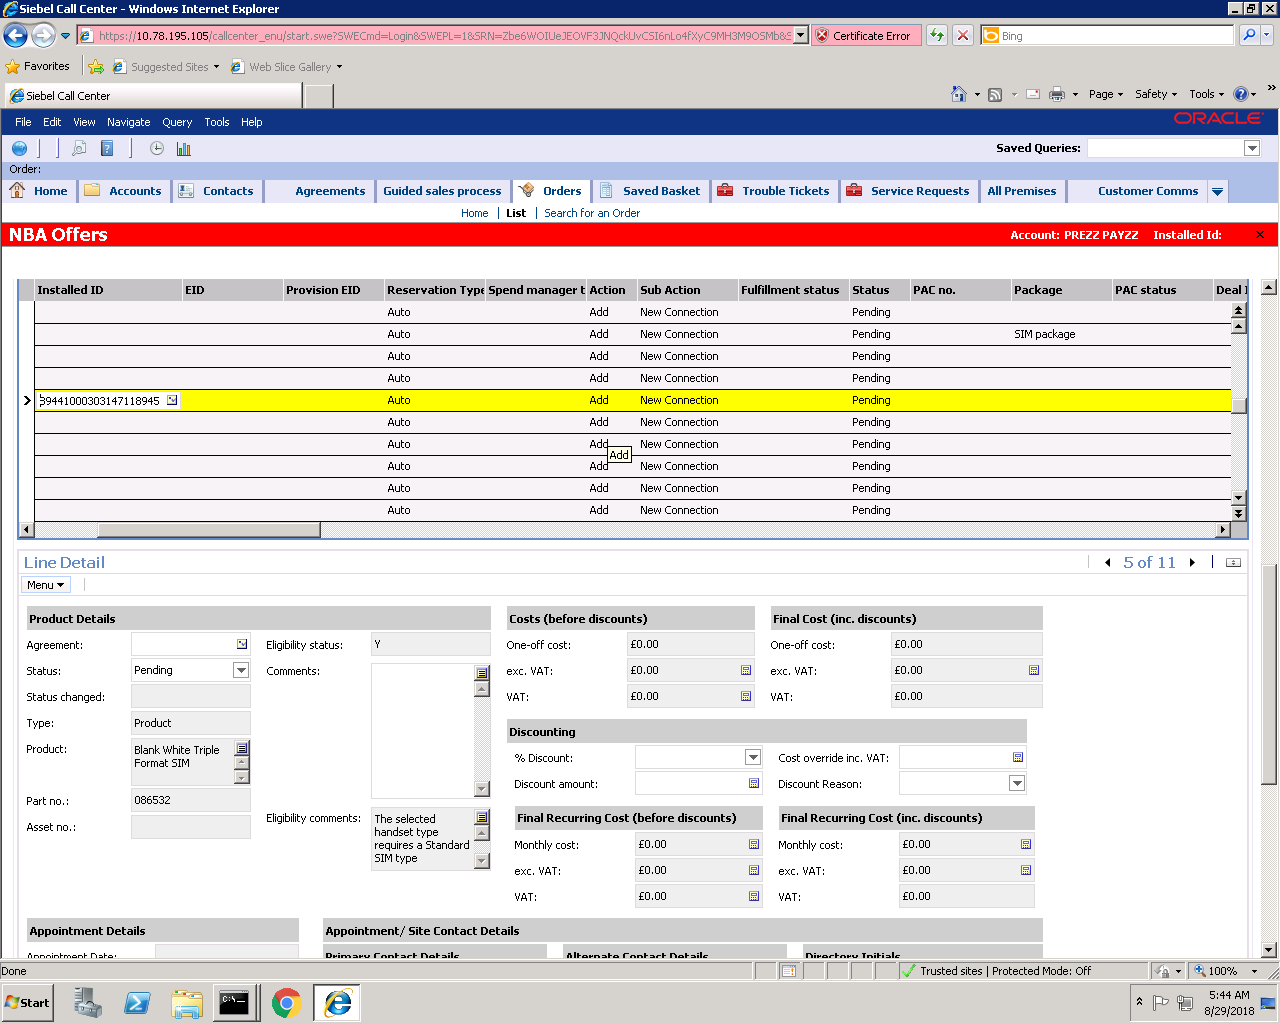 Siebel Call Center - Windows Internet Explorer
https://10.78.195.105/callcenter_enu/start.swe?SWECmd=Login&SWEPL=1&SRN=
Certificate Error
Bing
Favorites
Suggested Sites
Web Slice Gallery
Siebel Call Center
Page
Safety
Tools
File Edit View Navigate Query Tools Help
ORACLE
Saved Queries:
Order:
Home
Accounts
Contacts
Agreements
Guided sales process
Orders
Saved Basket
Trouble Tickets
Service Requests
All Premises
Customer Comms
Home | List | Search for an Order
NBA Offers
Account: PREZZ PAYZZ Installed Id:
Installed ID EID Provision EID Reservation Type Spend manager t Action Sub Action Fulfillment status Status PAC no. Package PAC status Deal I
Auto Add New Connection Pending
Auto Add New Connection Pending SIM package
Auto Add New Connection Pending
Auto Add New Connection Pending
39441000303147118945 Auto Add New Connection Pending
Auto Add New Connection Pending
Auto Add New Connection Pending
Add
Auto Add New Connection Pending
Auto Add New Connection Pending
Auto Add New Connection Pending
Line Detail
5 of 11
Menu
Product Details
Agreement:
Status: Pending
Status changed:
Type: Product
Product: Blank White Triple
Format SIM
Part no.: 086532
Asset no.:
Eligibility status: Y
Comments:
Eligibility comments: The selected
handset type
requires a Standard
SIM type
Costs (before discounts)
One-off cost: £0.00
exc. VAT: £0.00
VAT: £0.00
Final Cost (inc. discounts)
One-off cost: £0.00
exc. VAT: £0.00
VAT: £0.00
Discounting
% Discount:
Discount amount:
Cost override inc. VAT:
Discount Reason:
Final Recurring Cost (before discounts)
Monthly cost: £0.00
exc. VAT: £0.00
VAT: £0.00
Final Recurring Cost (inc. discounts)
Monthly cost: £0.00
exc. VAT: £0.00
VAT: £0.00
Appointment Details
Appointment Date:
Appointment/ Site Contact Details
Primary Contact Details
Alternate Contact Details
Directory Initials
Done
Trusted sites | Protected Mode: Off
100%
Start
5:44 AM
8/29/2018